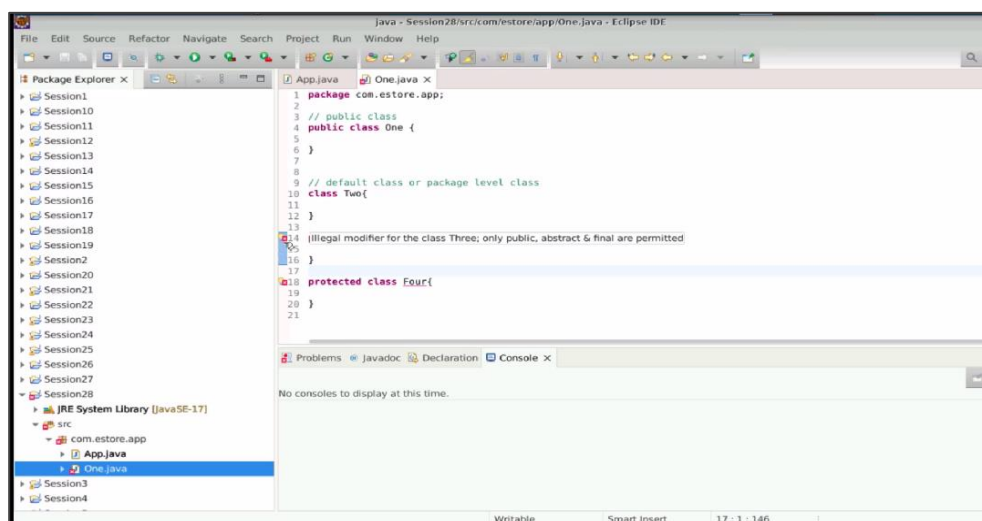 java - Session28/src/com/estore/app/One.java - Eclipse IDE
File Edit Source Refactor Navigate Search Project Run Window Help
Package Explorer
Session1
Session10
Session11
Session12
Session13
Session14
Session15
Session16
Session17
Session18
Session19
Session2
Session20
Session21
Session22
Session23
Session24
Session25
Session26
Session27
Session28
JRE System Library [JavaSE-17]
src
com.estore.app
App.java
One.java
Session3
Session4
App.java One.java
1 package com.estore.app;
2
3 // public class
4 public class One {
5
6 }
7
8
9 // default class or package level class
10 class Two{
11
12 }
13
14 Illegal modifier for the class Three; only public, abstract & final are permitted
15
16 }
17
18 protected class Four{
19
20 }
21
Problems Javadoc Declaration Console
No consoles to display at this time.
Writable Smart Insert 17 : 1 : 146